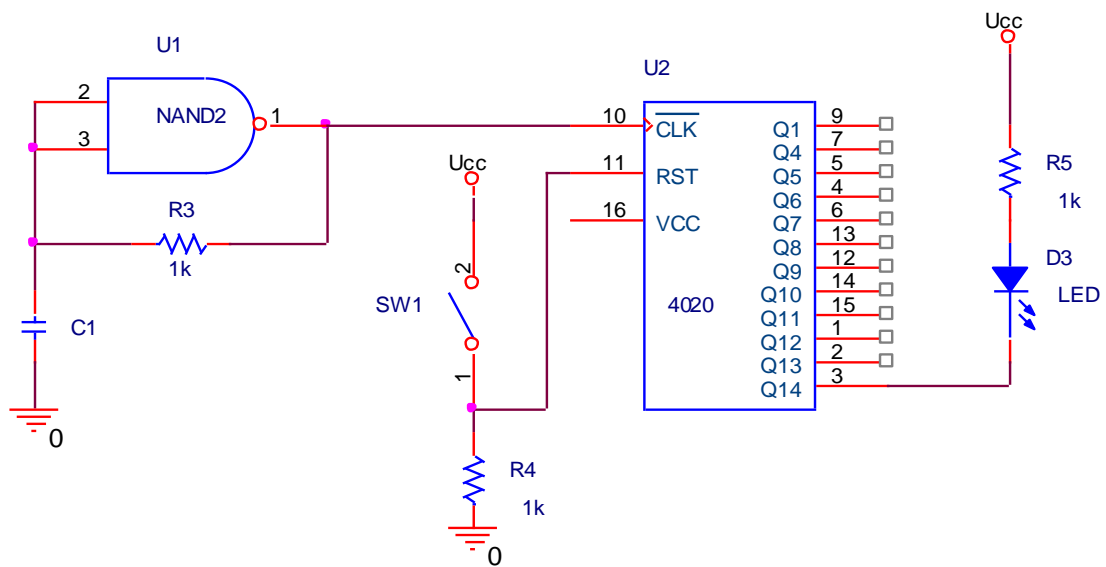 U1
2
3
NAND2
1
R3
1k
C1
0
Ucc
2
SW1
1
R4
1k
0
U2
10
CLK
11
RST
16
VCC
4020
Q1
9
Q4
7
Q5
5
Q6
4
Q7
6
Q8
13
Q9
12
Q10
14
Q11
15
Q12
1
Q13
2
Q14
3
Ucc
R5
1k
D3
LED